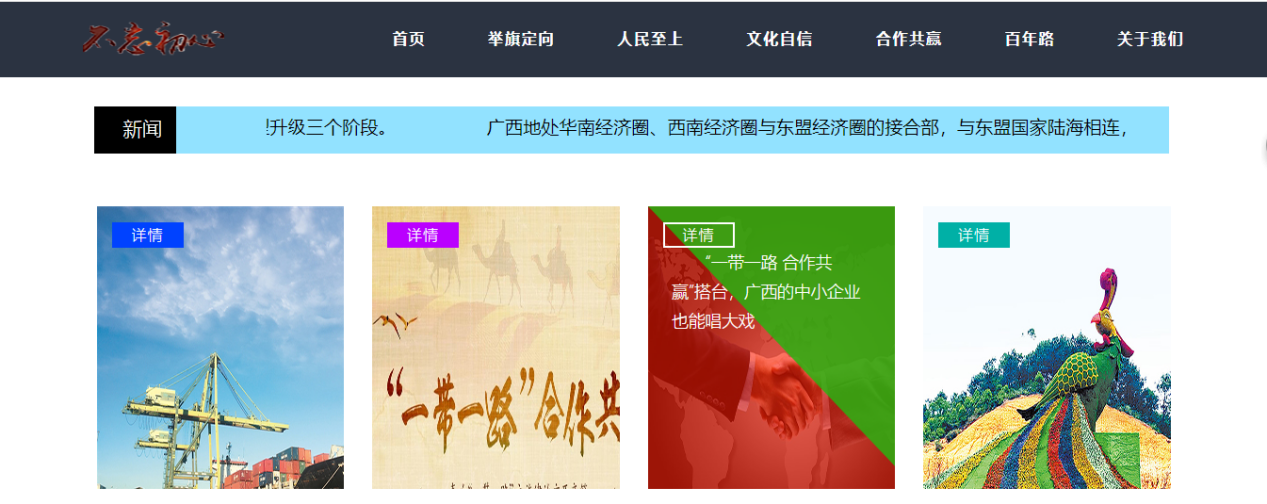 不忘初心
首页 举旗定向 人民至上 文化自信 合作共赢 百年路 关于我们
新闻 升级三个阶段。 广西地处华南经济圈、西南经济圈与东盟经济圈的接合部，与东盟国家陆海相连，
详情 详情 详情 详情
“一带一路 合作共
赢”搭台，广西的中小企业
也能唱大戏
“一带一路”合作共